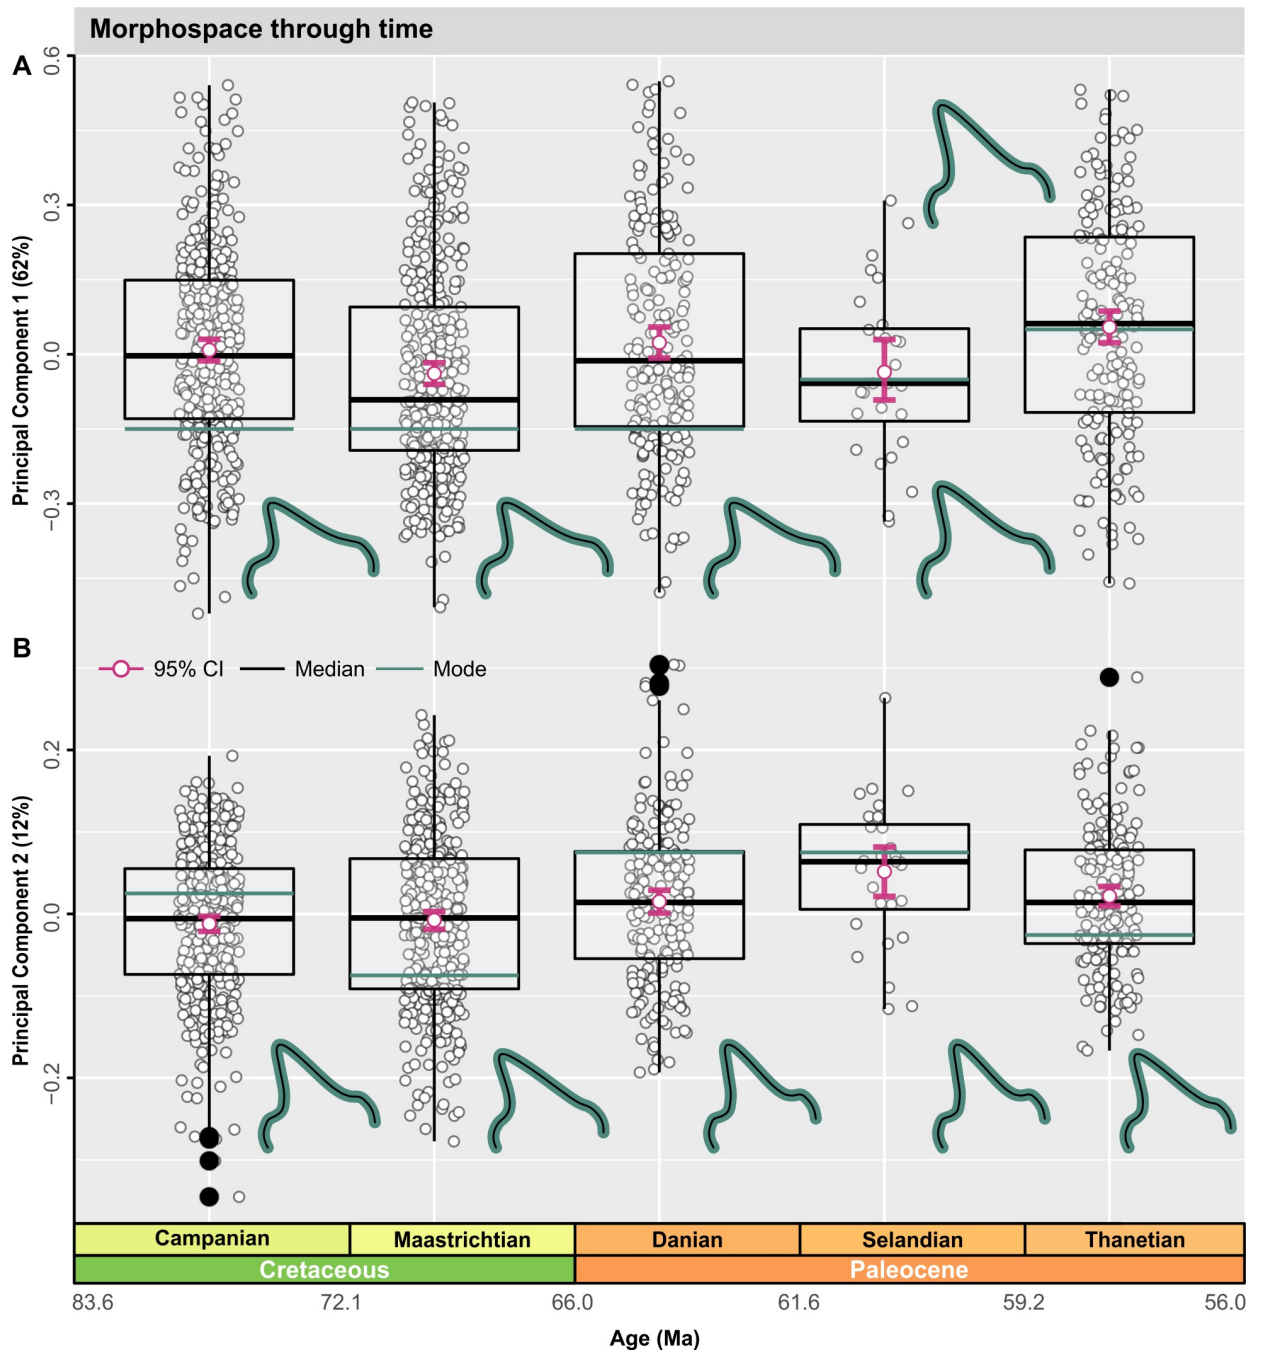 Morphospace through time
A
Principal Component 1 (62%)
0.6
0.3
0.0
−0.3
B
95% CI
Median
Mode
Principal Component 2 (12%)
0.2
0.0
−0.2
Campanian Maastrichtian Danian Selandian Thanetian
Cretaceous Paleocene
83.6 72.1 66.0 61.6 59.2 56.0
Age (Ma)